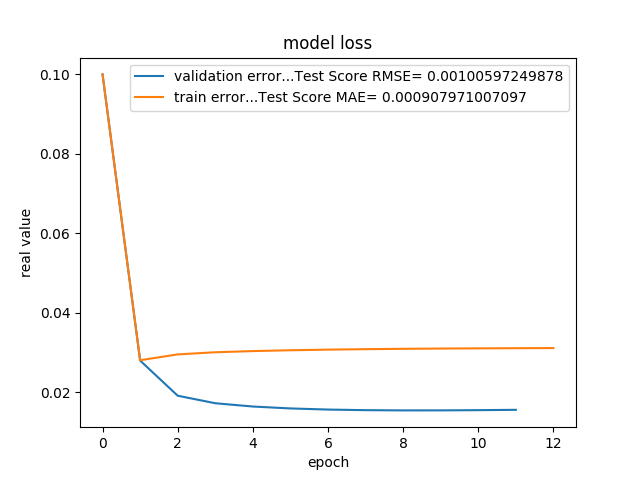 model loss
validation error...Test Score RMSE= 0.00100597249878
train error...Test Score MAE= 0.000907971007097
0.10
0.08
0.06
0.04
0.02
real value
0 2 4 6 8 10 12
epoch